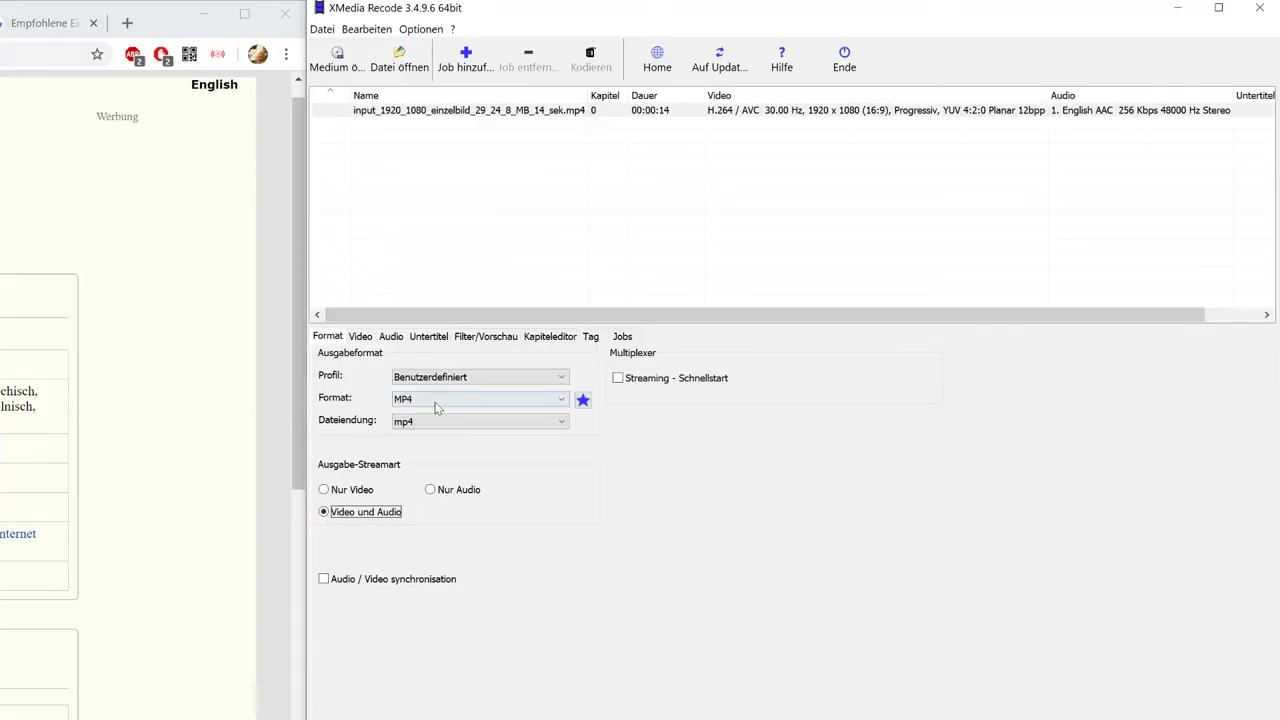 Empfohlene Ei
English
Werbung
chisch,
lnisch,
nternet
XMedia Recode 3.4.9.6 64bit
Datei Bearbeiten Optionen ?
Medium ö... Datei öffnen Job hinzuf... Job entfern... Kodieren Home Auf Updat... Hilfe Ende
Name Kapitel Dauer Video Audio Untertitel
input_1920_1080_einzelbild_29_24_8_MB_14_sek.mp4 0 00:00:14 H.264 / AVC 30.00 Hz, 1920 x 1080 (16:9), Progressiv, YUV 4:2:0 Planar 12bpp 1. English AAC 256 Kbps 48000 Hz Stereo
Format Video Audio Untertitel Filter/Vorschau Kapiteleditor Tag Jobs
Ausgabeformat
Profil: Benutzerdefiniert
Format: MP4
Dateiendung: mp4
Multiplexer
Streaming - Schnellstart
Ausgabe-Streamart
Nur Video Nur Audio
Video und Audio
Audio / Video synchronisation